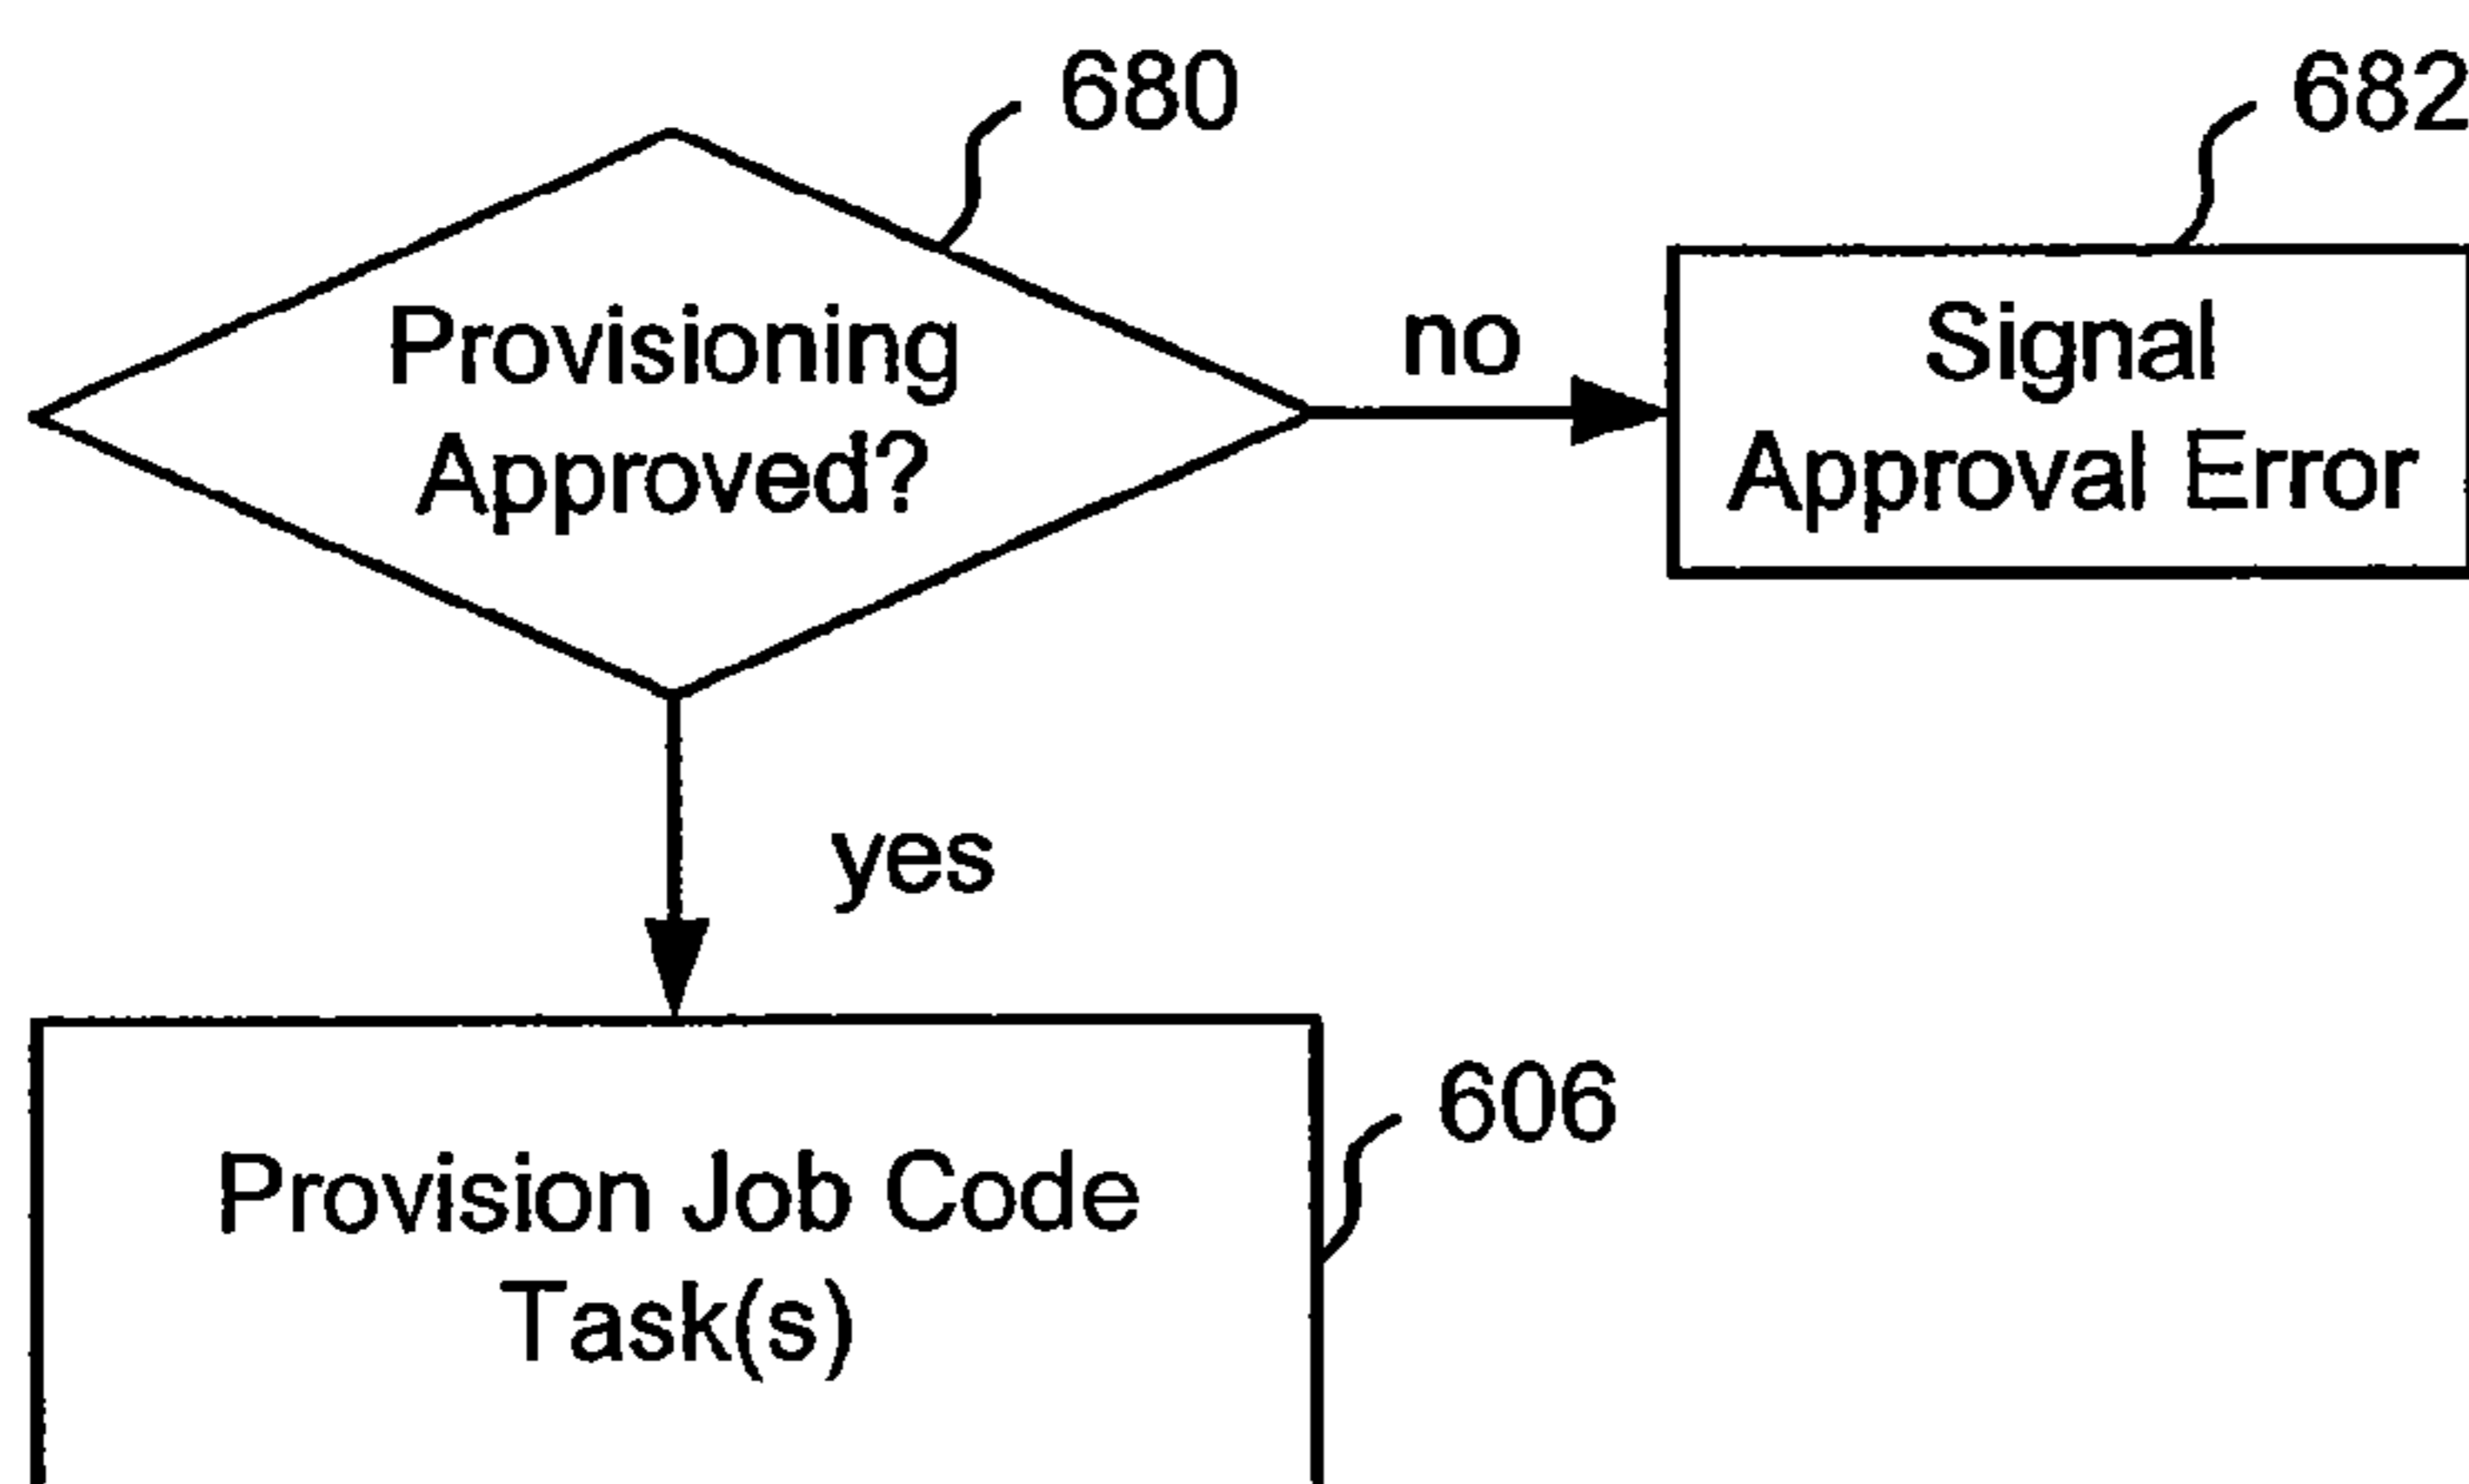 680
682
Provisioning
Approved?
no
Signal
Approval Error
yes
606
Provision Job Code
Task(s)